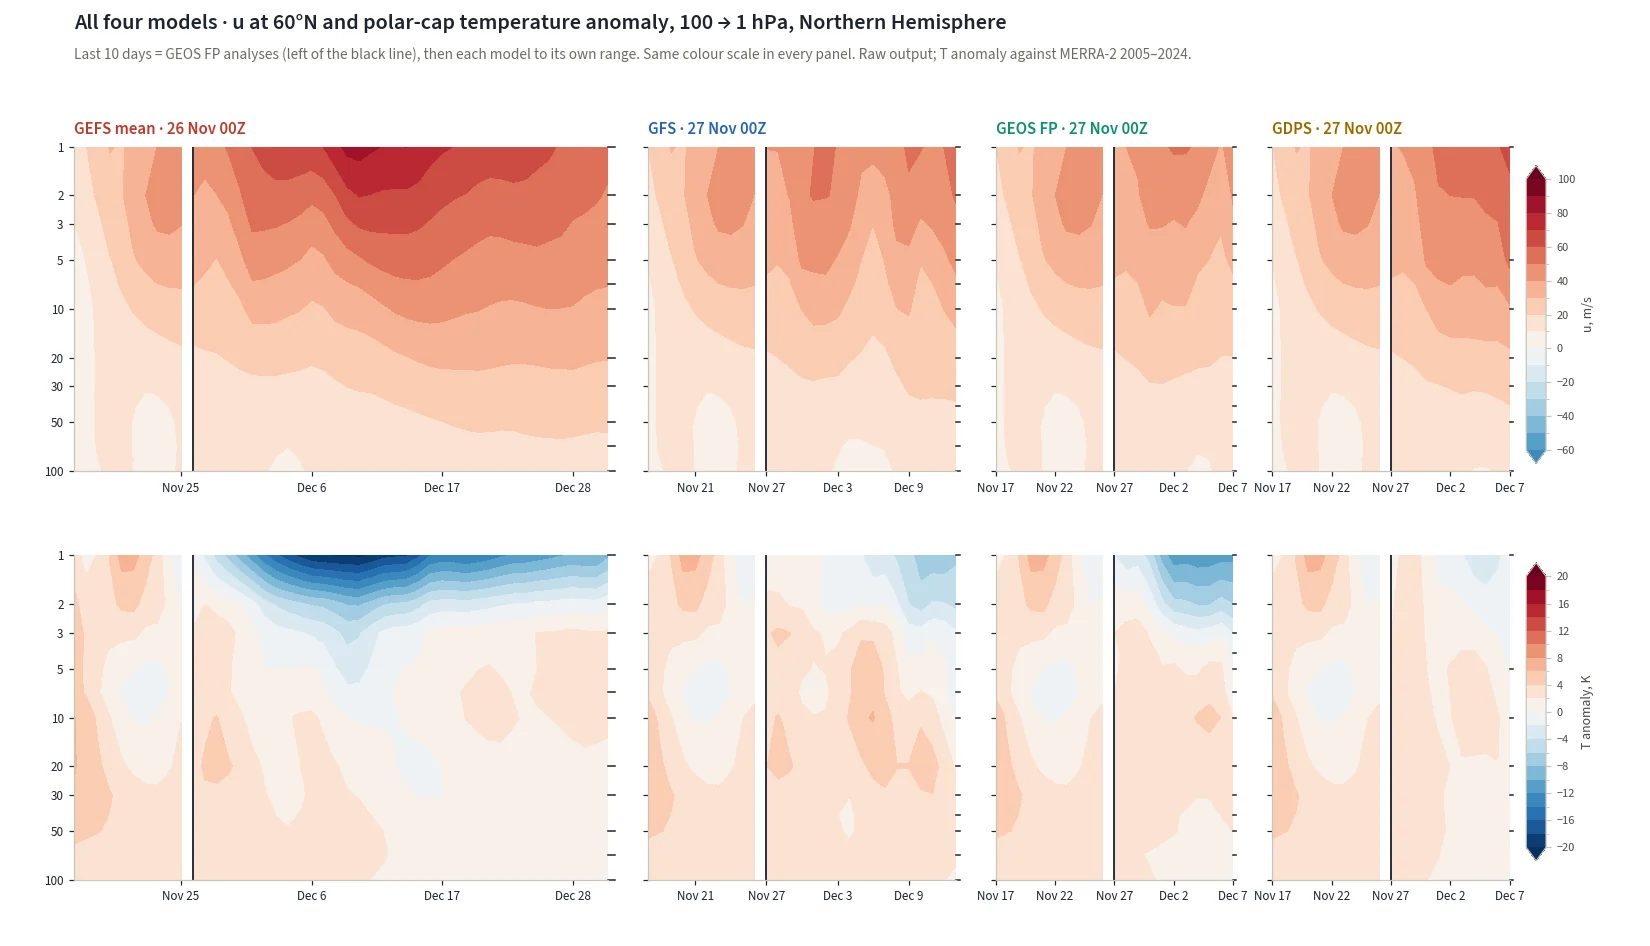 All four models · u at 60°N and polar-cap temperature anomaly, 100 → 1 hPa, Northern Hemisphere
Last 10 days = GEOS FP analyses (left of the black line), then each model to its own range. Same colour scale in every panel. Raw output; T anomaly against MERRA-2 2005–2024.
GEFS mean · 26 Nov 00Z
GFS · 27 Nov 00Z
GEOS FP · 27 Nov 00Z
GDPS · 27 Nov 00Z
1
2
3
5
10
20
30
50
100
Nov 25 Dec 6 Dec 17 Dec 28
Nov 21 Nov 27 Dec 3 Dec 9
Nov 17 Nov 22 Nov 27 Dec 2 Dec 7
Nov 17 Nov 22 Nov 27 Dec 2 Dec 7
100
80
60
40
20
0
−20
−40
−60
u, m/s
1
2
3
5
10
20
30
50
100
Nov 25 Dec 6 Dec 17 Dec 28
Nov 21 Nov 27 Dec 3 Dec 9
Nov 17 Nov 22 Nov 27 Dec 2 Dec 7
Nov 17 Nov 22 Nov 27 Dec 2 Dec 7
20
16
12
8
4
0
−4
−8
−12
−16
−20
T anomaly, K